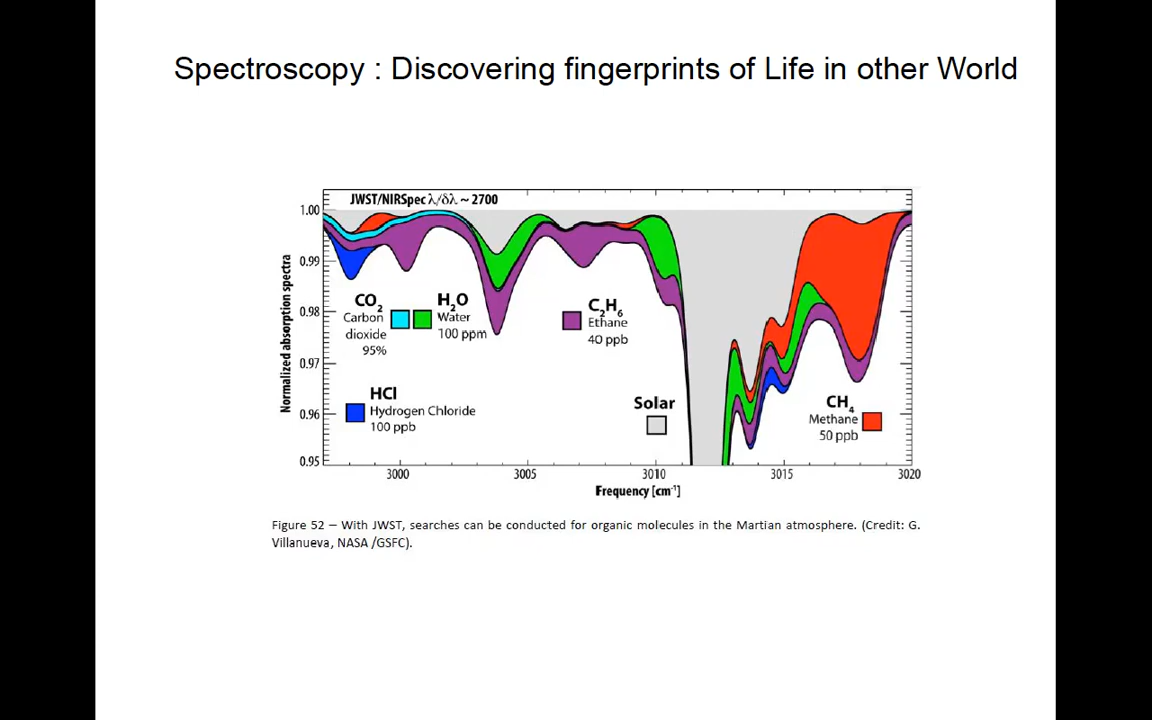 Spectroscopy : Discovering fingerprints of Life in other World
JWST/NIRSpec λ/δλ ~ 2700
1.00
0.99
0.98
0.97
0.96
0.95
Normalized absorption spectra
CO2
Carbon
dioxide
95%
H2O
Water
100 ppm
C2H6
Ethane
40 ppb
HCl
Hydrogen Chloride
100 ppb
Solar
CH4
Methane
50 ppb
3000
3005
3010
3015
3020
Frequency [cm-1]
Figure 52 – With JWST, searches can be conducted for organic molecules in the Martian atmosphere. (Credit: G.
Villanueva, NASA /GSFC).